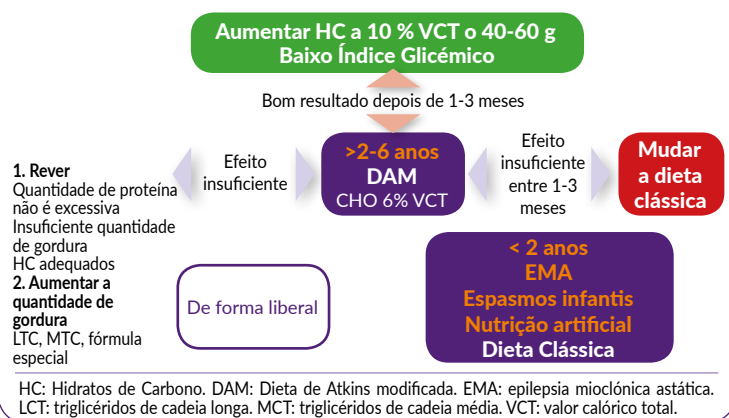 Aumentar HC a 10 % VCT o 40-60 g
Baixo Índice Glicémico
Bom resultado depois de 1-3 meses
1. Rever
Quantidade de proteína
não é excessiva
Insuficiente quantidade
de gordura
HC adequados
2. Aumentar a
quantidade de
gordura
LTC, MTC, fórmula
especial
Efeito
insuficiente
>2-6 anos
DAM
CHO 6% VCT
Efeito
insuficiente
entre 1-3
meses
Mudar
a dieta
clássica
De forma liberal
< 2 anos
EMA
Espasmos infantis
Nutrição artificial
Dieta Clássica
HC: Hidratos de Carbono. DAM: Dieta de Atkins modificada. EMA: epilepsia mioclónica astática.
LCT: triglicéridos de cadeia longa. MCT: triglicéridos de cadeia média. VCT: valor calórico total.